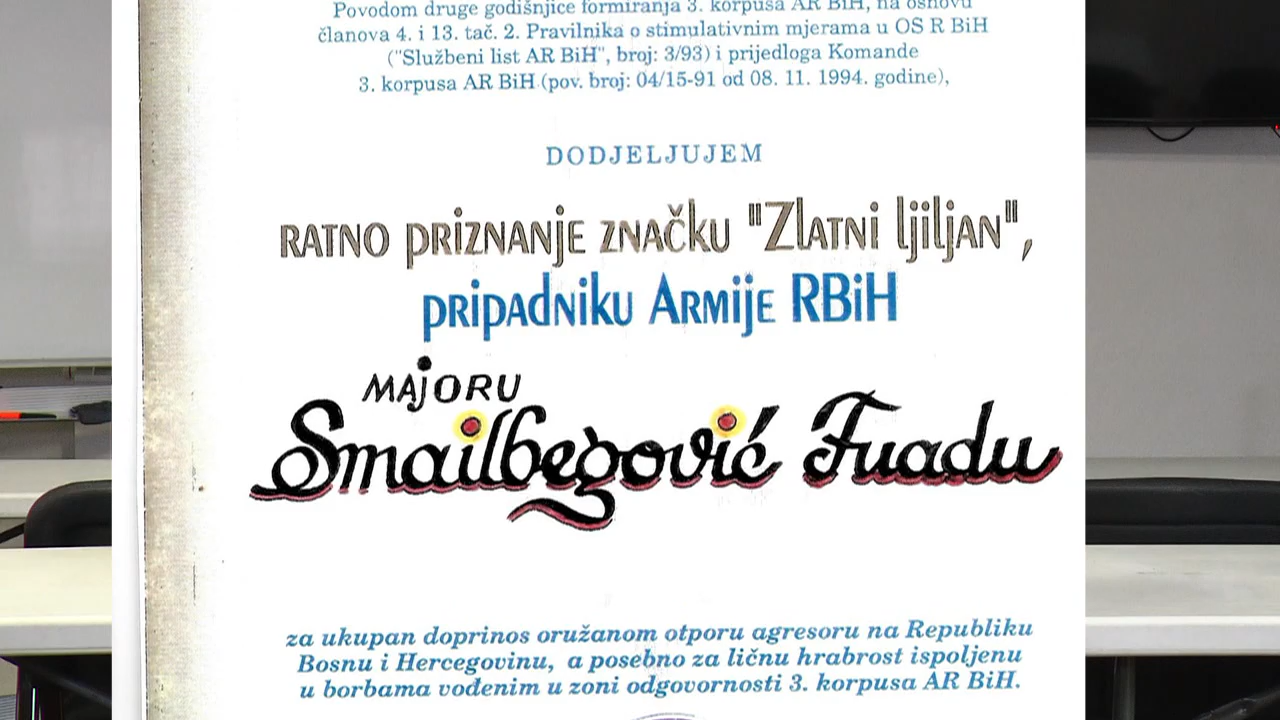 Povodom druge godišnjice formiranja 3. korpusa AR BiH, na osnovu
članova 4. i 13. tač. 2. Pravilnika o stimulativnim mjerama u OS R BiH
("Službeni list AR BiH", broj: 3/93) i prijedloga Komande
3. korpusa AR BiH (pov. broj: 04/15-91 od 08. 11. 1994. godine),
DODJELJUJEM
RATNO PRIZNANJE ZNAČKU "ZLATNI LJILJAN",
PRIPADNIKU ARMIJE RBiH
MAJORU
Smailbegović Fuadu
za ukupan doprinos oružanom otporu agresoru na Republiku
Bosnu i Hercegovinu, a posebno za ličnu hrabrost ispoljenu
u borbama vođenim u zoni odgovornosti 3. korpusa AR BiH.